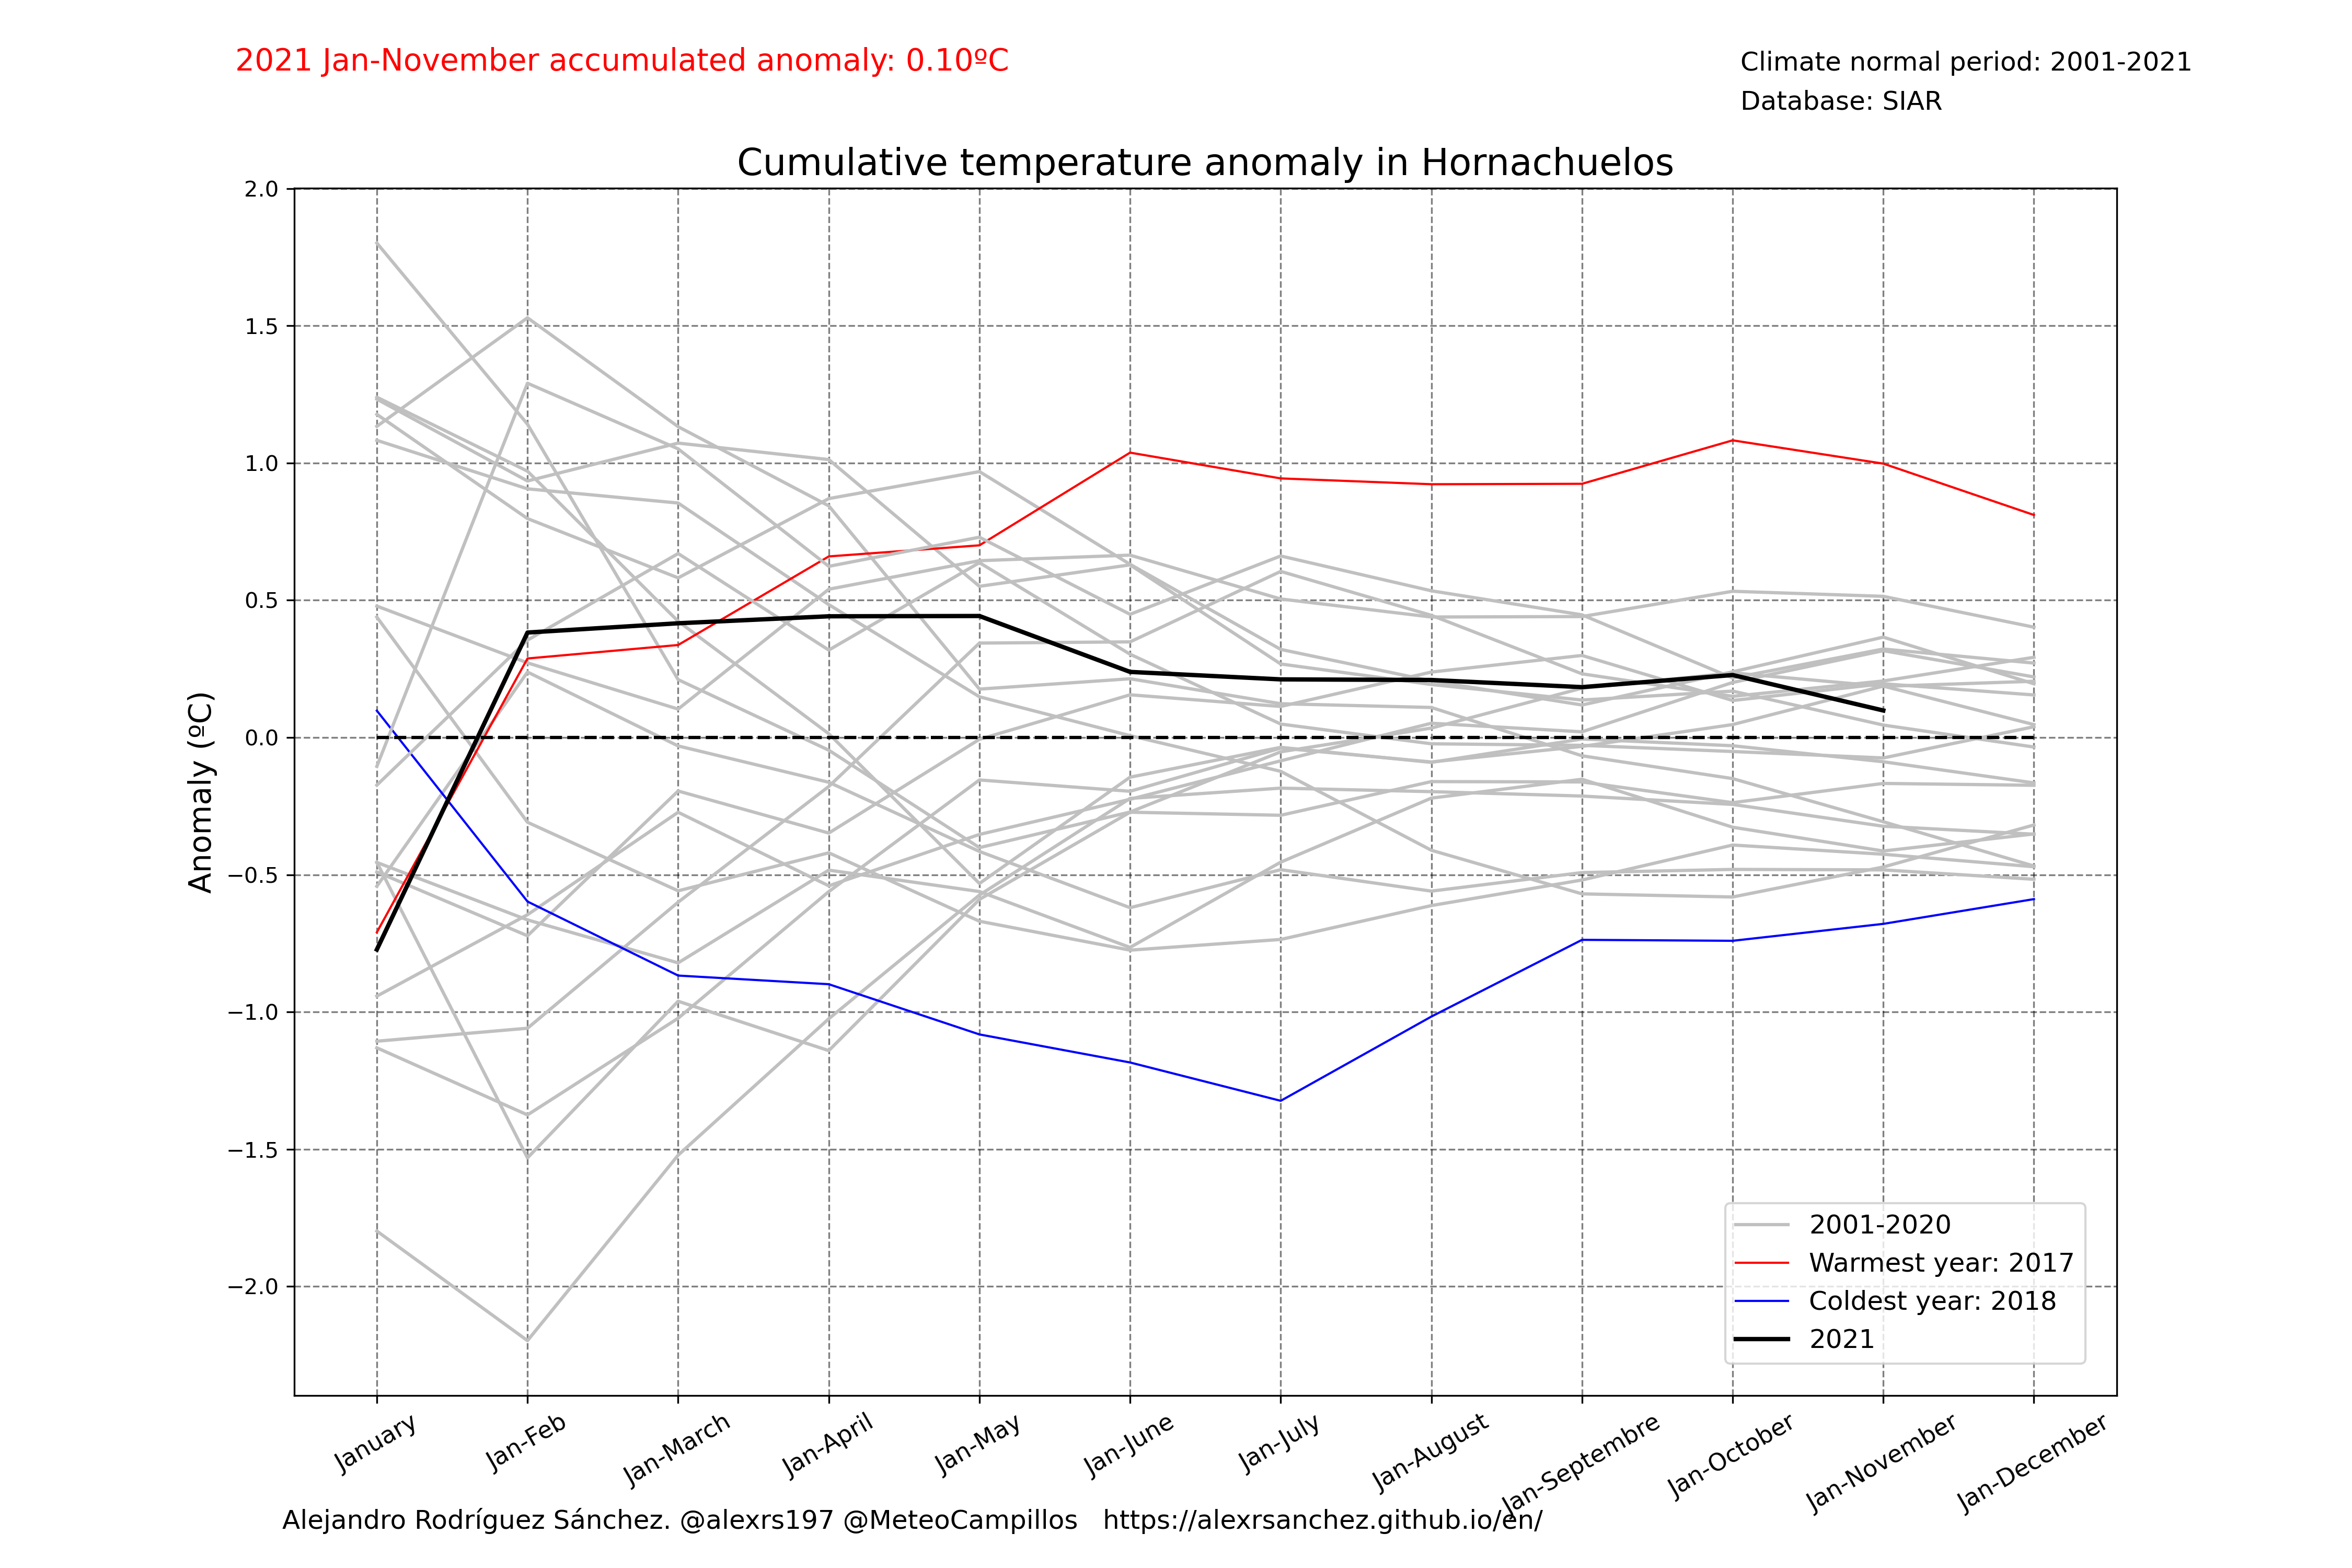 2021 Jan-November accumulated anomaly: 0.10ºC
Climate normal period: 2001-2021
Database: SIAR
Cumulative temperature anomaly in Hornachuelos
2.0
1.5
1.0
0.5
0.0
−0.5
−1.0
−1.5
−2.0
Anomaly (ºC)
2001-2020
Warmest year: 2017
Coldest year: 2018
2021
January
Jan-Feb
Jan-March
Jan-April
Jan-May
Jan-June
Jan-July
Jan-August
Jan-Septembre
Jan-October
Jan-November
Jan-December
Alejandro Rodríguez Sánchez. @alexrs197 @MeteoCampillos https://alexrsanchez.github.io/en/